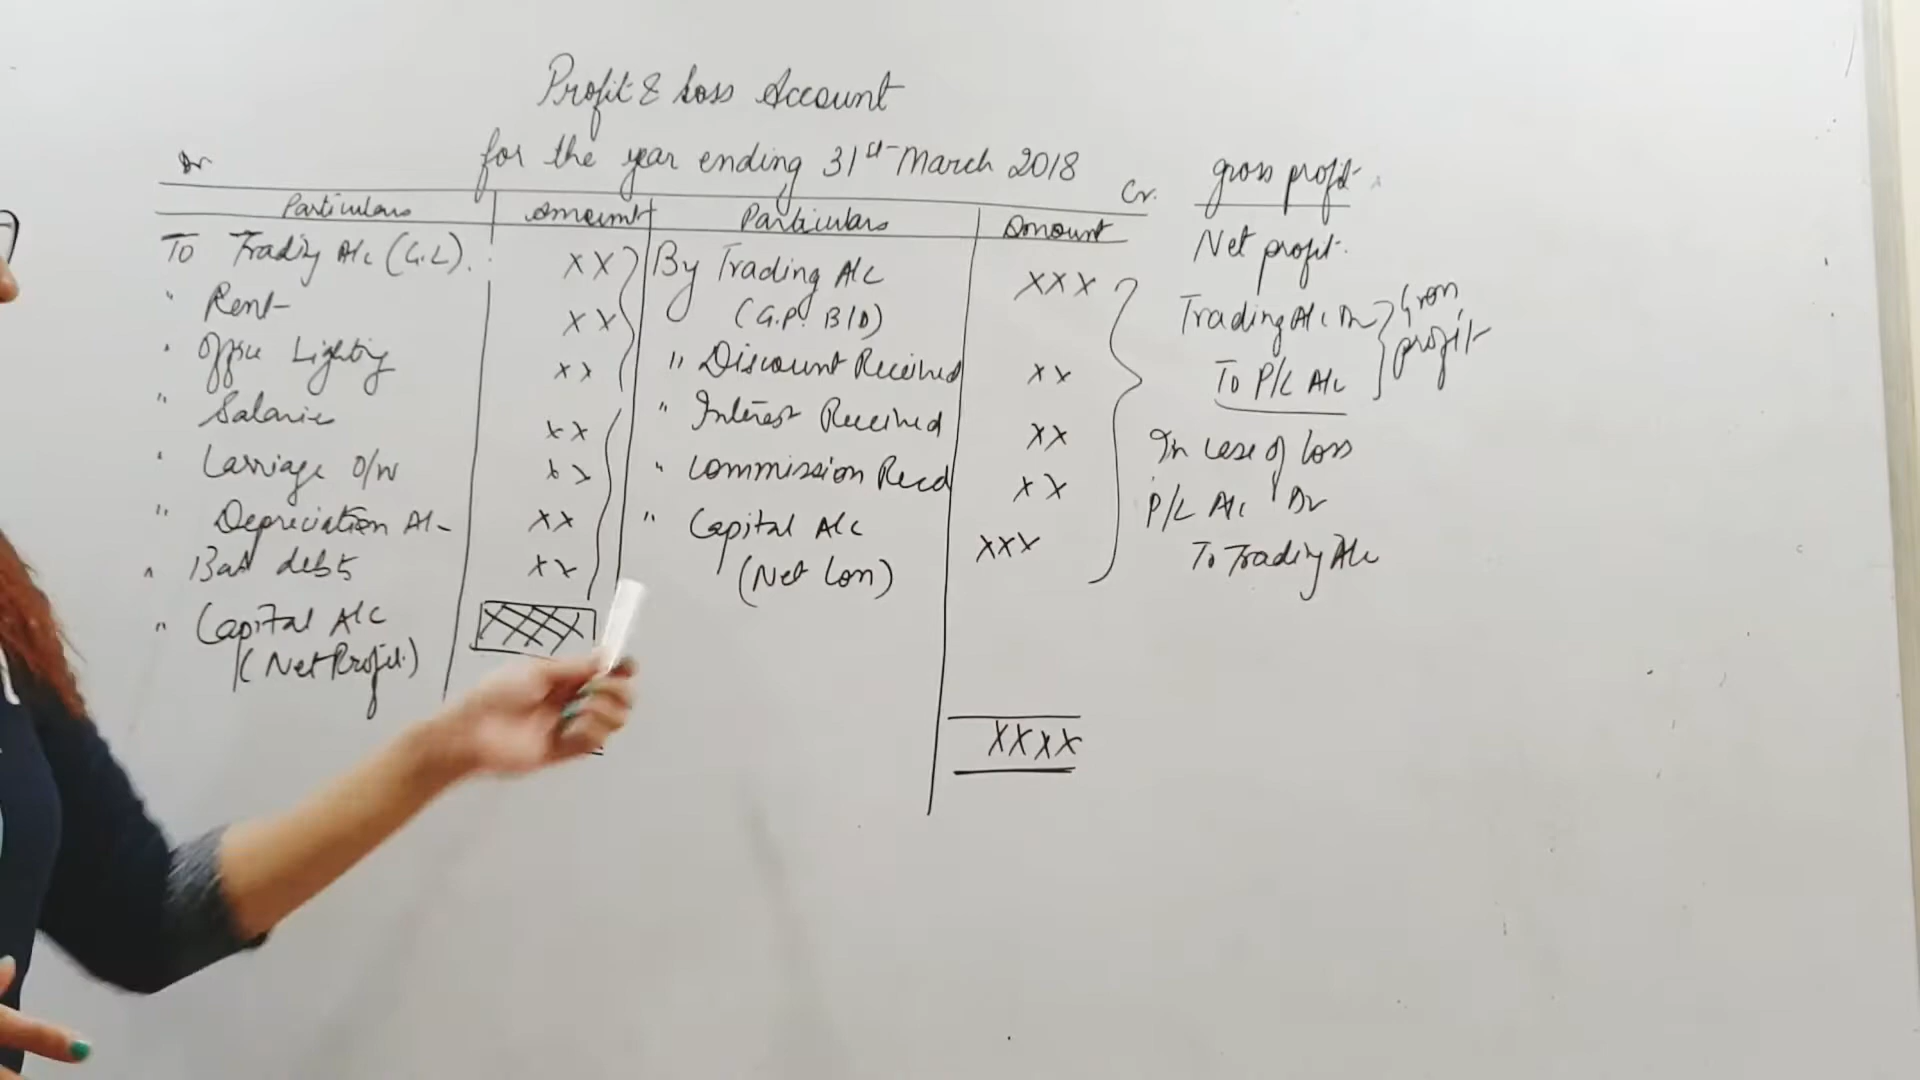 Profit & Loss Account
for the year ending 31st March 2018
Dr
Cr.
Particulars Amount Particulars Amount
To Trading A/c (G.L). XX
" Rent XX
" Office Lighting XX
" Salaries XX
" Carriage O/W XX
" Depreciation A/c XX
" Bad debts XX
" Capital A/c
(Net Profit)
By Trading A/c XXX
(G.P. B/D)
" Discount Received XX
" Interest Received XX
" Commission Recd XX
" Capital A/c XXX
(Net Loss)
XXXX
gross profit
Net profit
Trading A/c Dr
To P/L A/c
Gross
profit
In case of loss
P/L A/c Dr
To Trading A/c